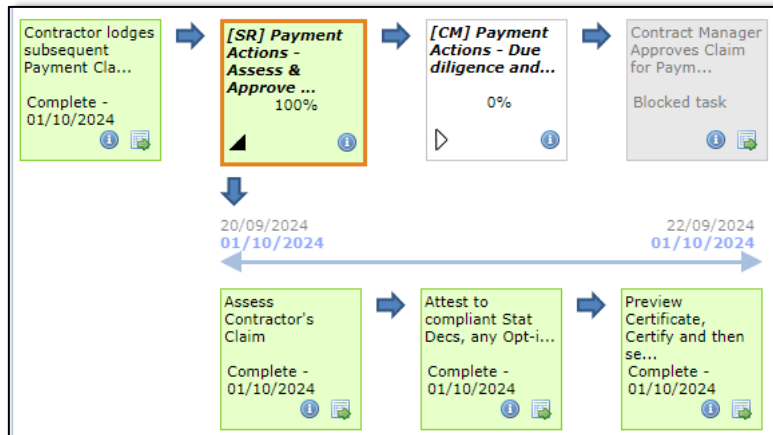 Contractor lodges
subsequent
Payment Cla...
Complete -
01/10/2024
[SR] Payment
Actions -
Assess &
Approve ...
100%
[CM] Payment
Actions - Due
diligence and...
0%
Contract Manager
Approves Claim
for Paym...
Blocked task
20/09/2024
01/10/2024
22/09/2024
01/10/2024
Assess
Contractor's
Claim
Complete -
01/10/2024
Attest to
compliant Stat
Decs, any Opt-i...
Complete -
01/10/2024
Preview
Certificate,
Certify and then
se...
Complete -
01/10/2024